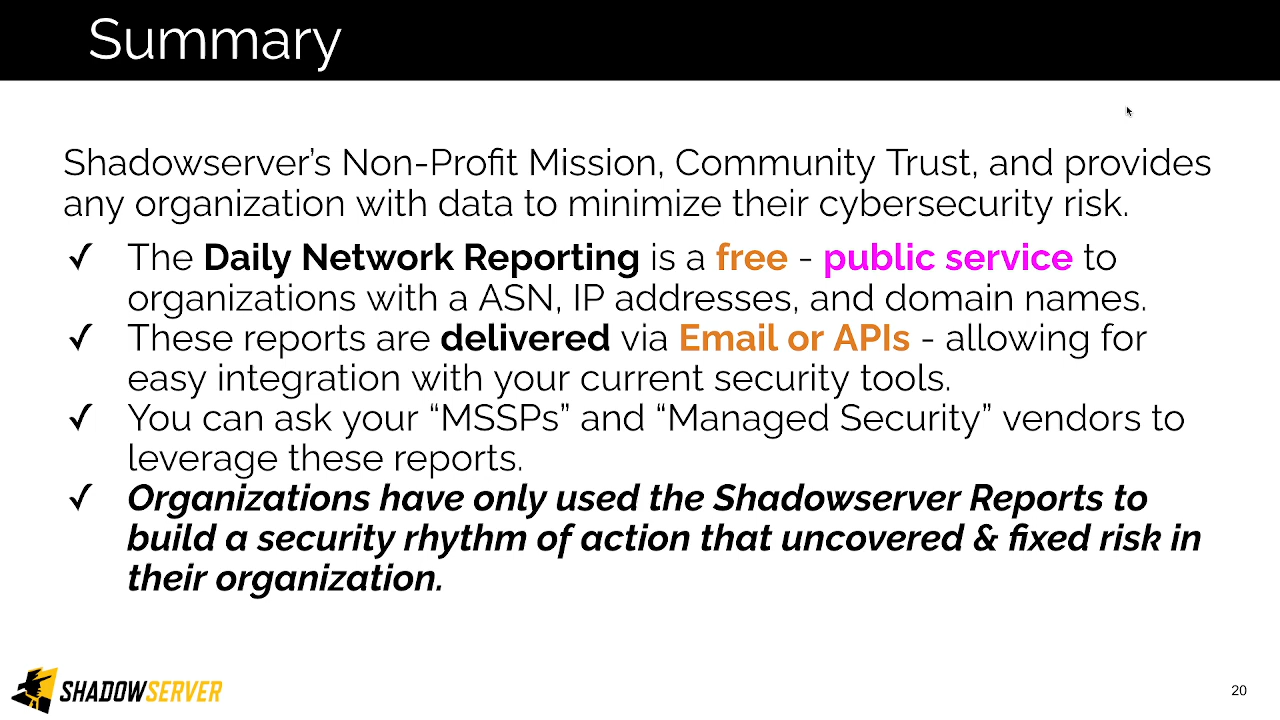 Summary
Shadowserver’s Non-Profit Mission, Community Trust, and provides
any organization with data to minimize their cybersecurity risk.
✓ The Daily Network Reporting is a free - public service to
organizations with a ASN, IP addresses, and domain names.
✓ These reports are delivered via Email or APIs - allowing for
easy integration with your current security tools.
✓ You can ask your “MSSPs” and “Managed Security” vendors to
leverage these reports.
✓ Organizations have only used the Shadowserver Reports to
build a security rhythm of action that uncovered & fixed risk in
their organization.
SHADOWSERVER
20